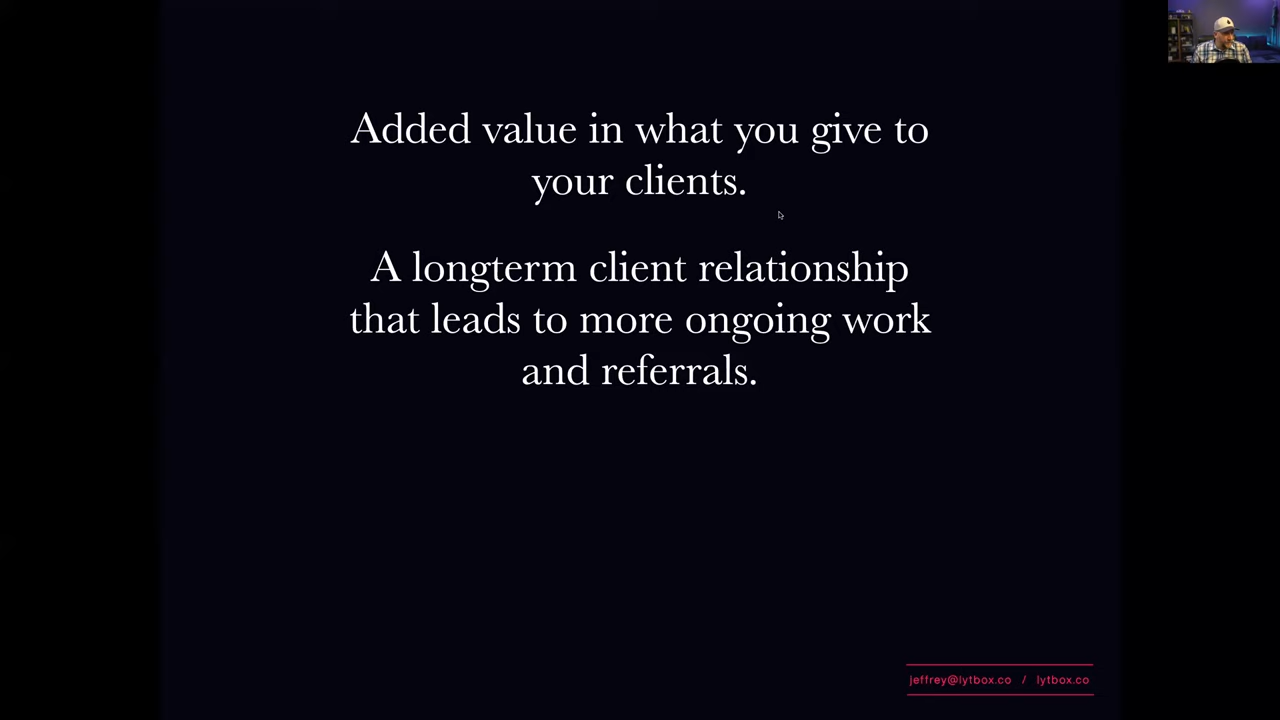 Added value in what you give to
your clients.
A longterm client relationship
that leads to more ongoing work
and referrals.
jeffrey@lytbox.co / lytbox.co